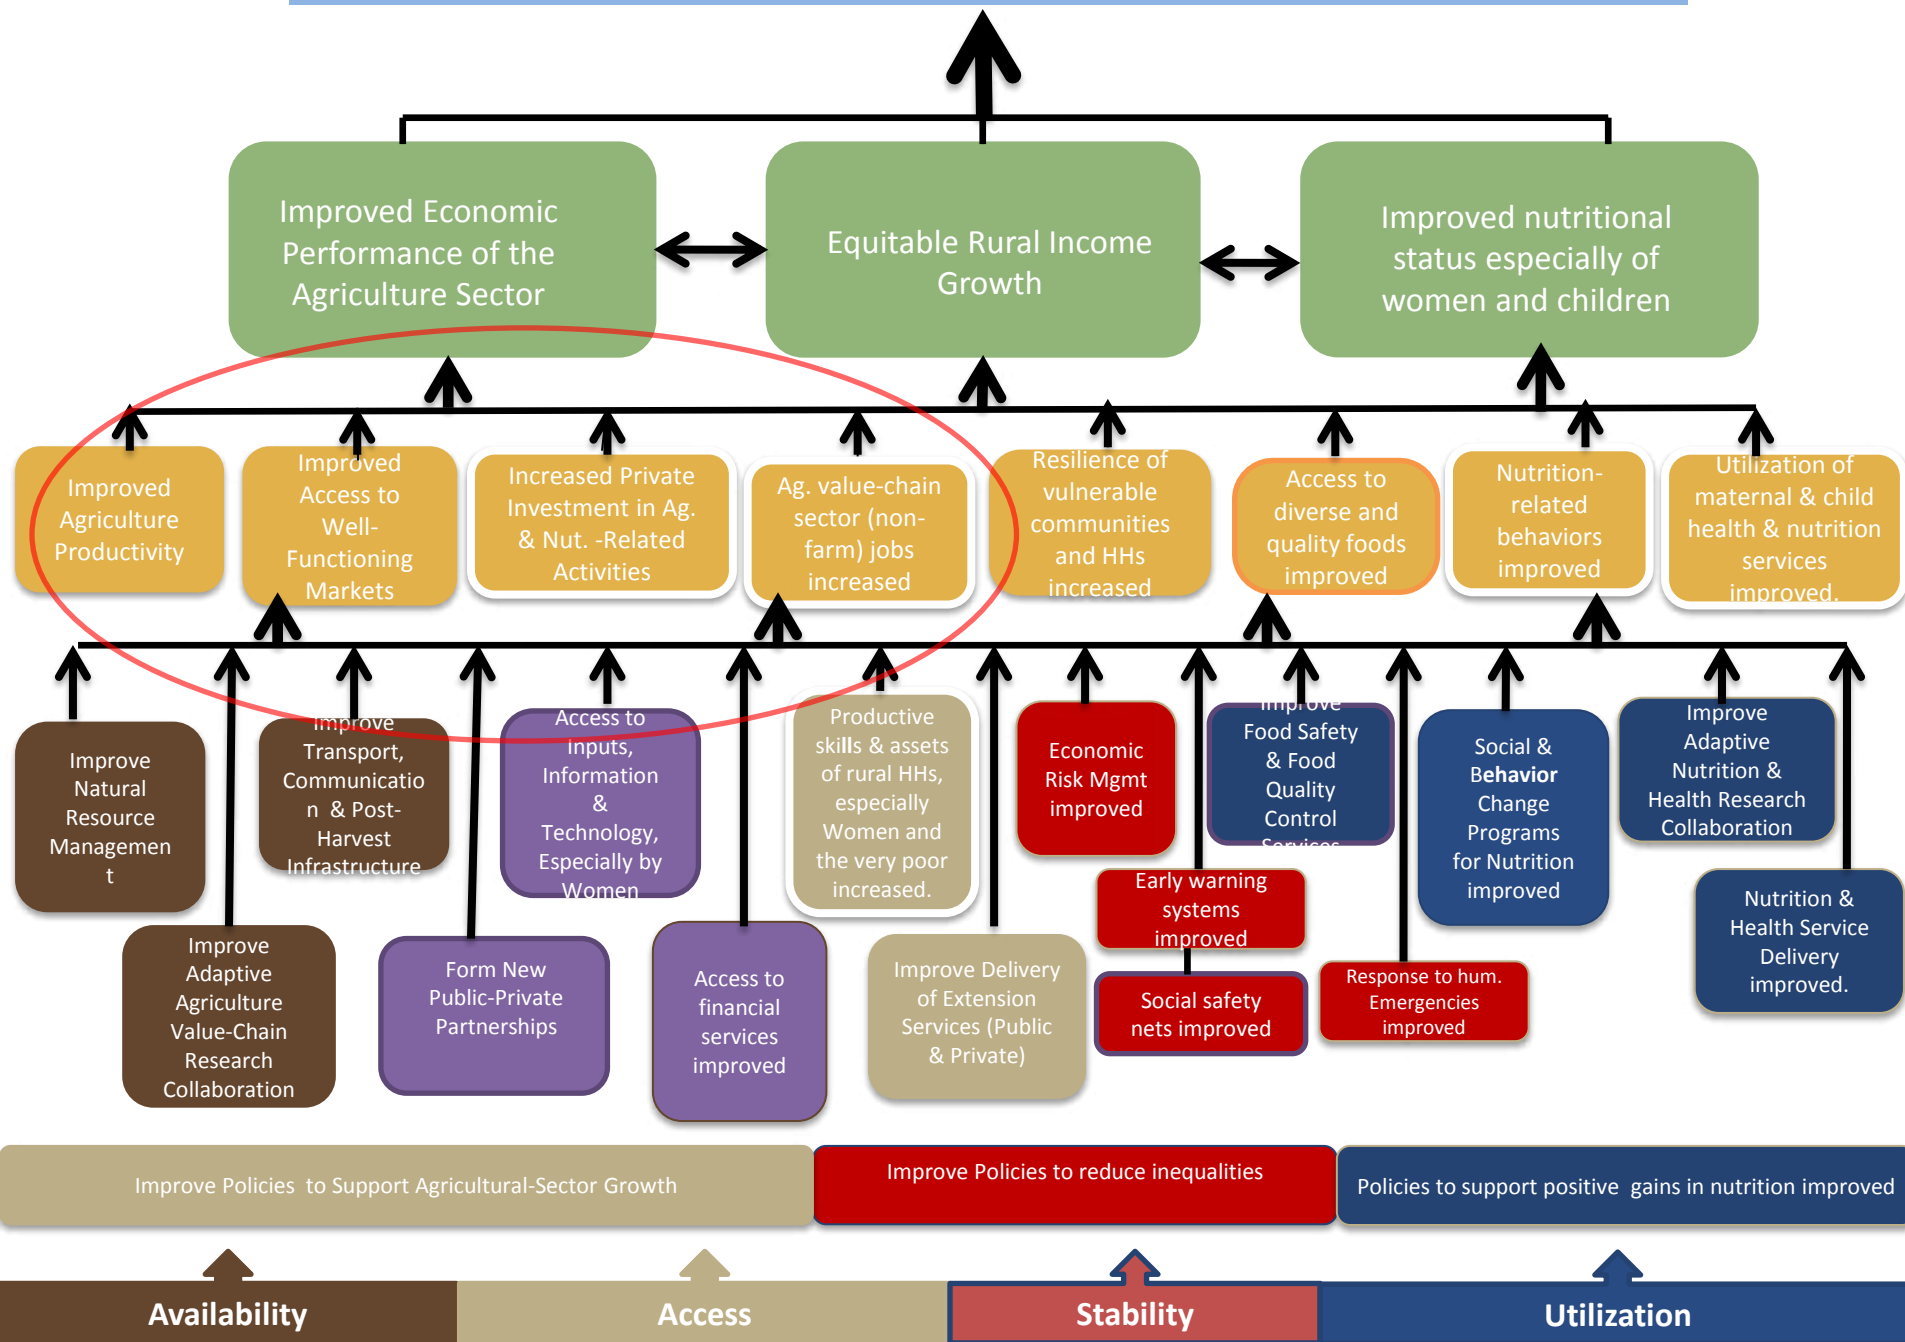 Improved Economic
Performance of the
Agriculture Sector
Equitable Rural Income
Growth
Improved nutritional
status especially of
women and children
Improved
Agriculture
Productivity
Improved
Access to
Well-
Functioning
Markets
Increased Private
Investment in Ag.
& Nut. -Related
Activities
Ag. value-chain
sector (non-
farm) jobs
increased
Resilience of
vulnerable
communities
and HHs
increased
Access to
diverse and
quality foods
improved
Nutrition-
related
behaviors
improved
Utilization of
maternal & child
health & nutrition
services
improved.
Improve
Natural
Resource
Managemen
t
Improve
Transport,
Communicatio
n & Post-
Harvest
Infrastructure
Access to
Inputs,
Information
&
Technology,
Especially by
Women
Productive
skills & assets
of rural HHs,
especially
Women and
the very poor
increased.
Economic
Risk Mgmt
improved
Improve
Food Safety
& Food
Quality
Control
Services
Social &
Behavior
Change
Programs
for Nutrition
improved
Improve
Adaptive
Nutrition &
Health Research
Collaboration
Improve
Adaptive
Agriculture
Value-Chain
Research
Collaboration
Form New
Public-Private
Partnerships
Access to
financial
services
improved
Improve Delivery
of Extension
Services (Public
& Private)
Early warning
systems
improved
Social safety
nets improved
Response to hum.
Emergencies
improved
Nutrition &
Health Service
Delivery
improved.
Improve Policies to Support Agricultural-Sector Growth
Improve Policies to reduce inequalities
Policies to support positive gains in nutrition improved
Availability
Access
Stability
Utilization